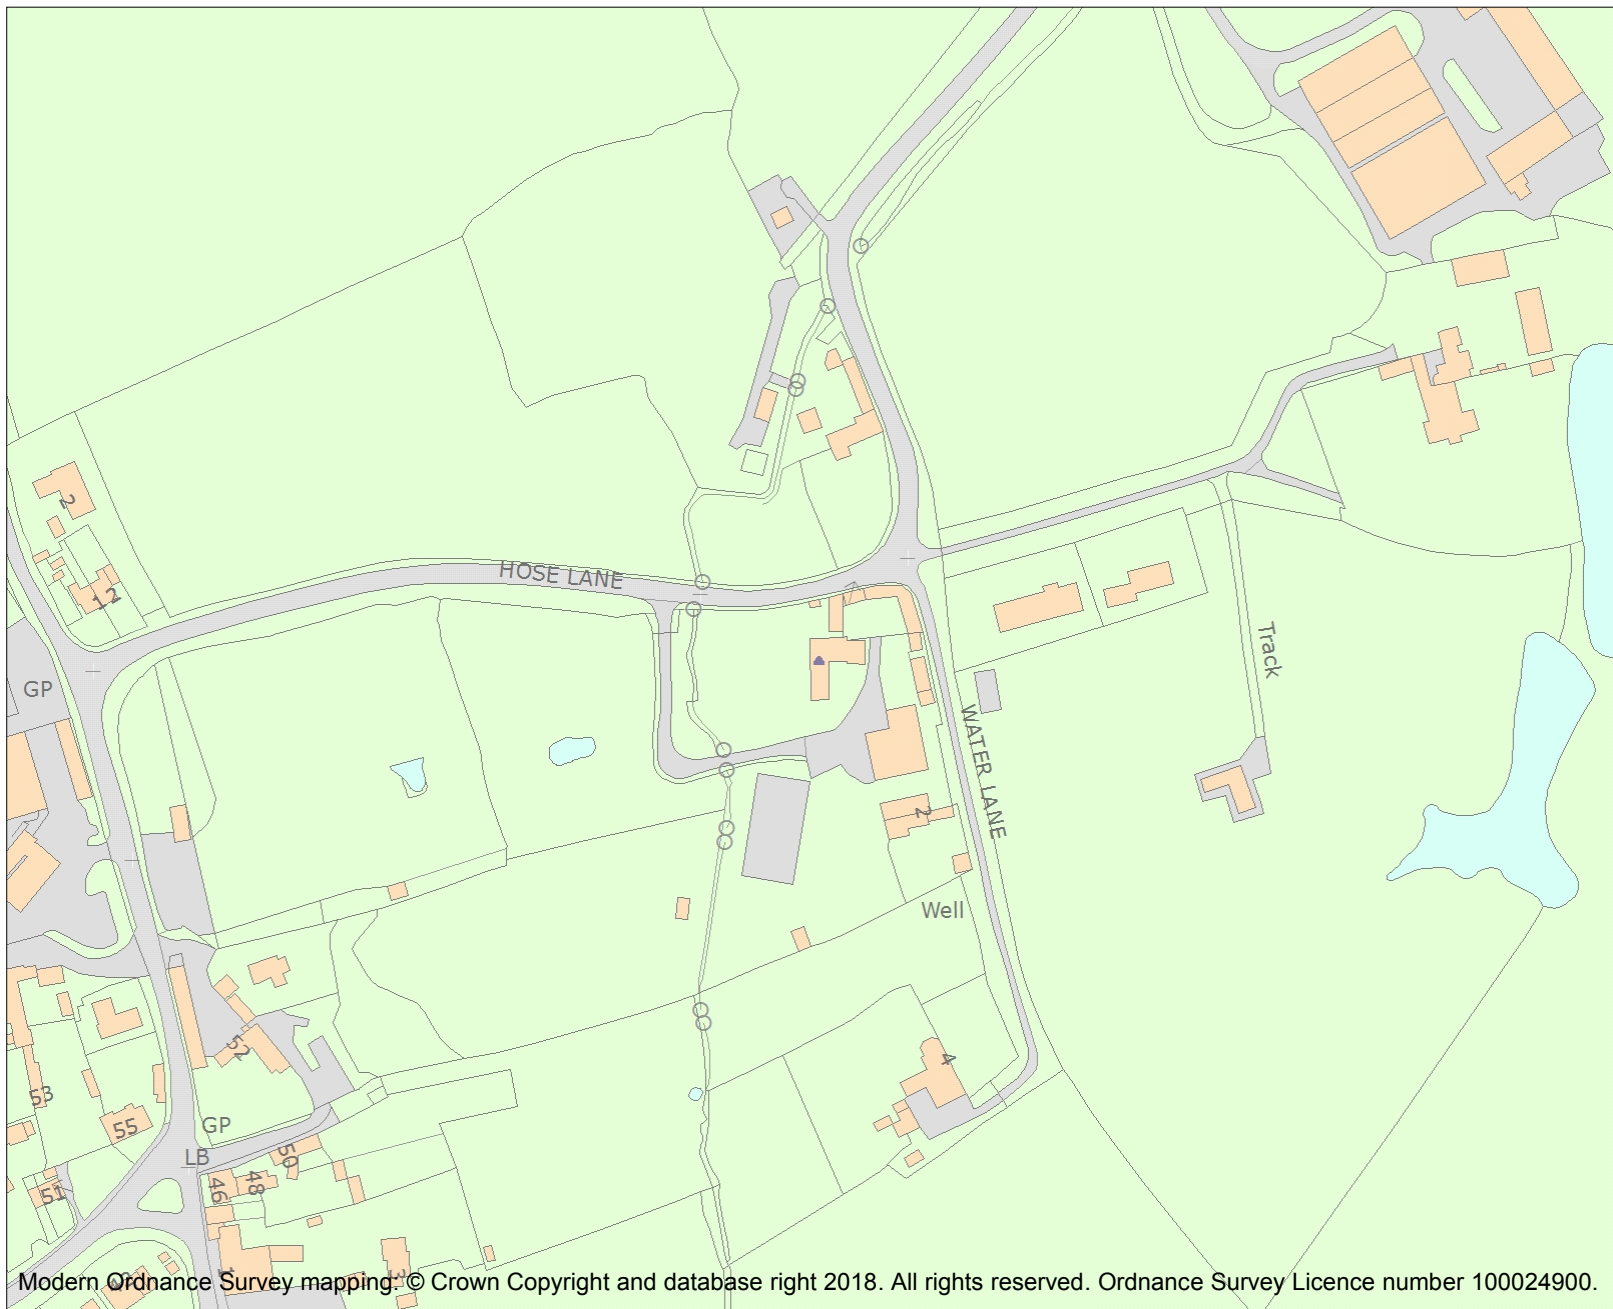 2
12
HOSE LANE
Track
GP
WATER LANE
2
Well
52
4
53
55
GP
LB
50
48
46
51
Modern Ordnance Survey mapping: © Crown Copyright and database right 2018. All rights reserved. Ordnance Survey Licence number 100024900.